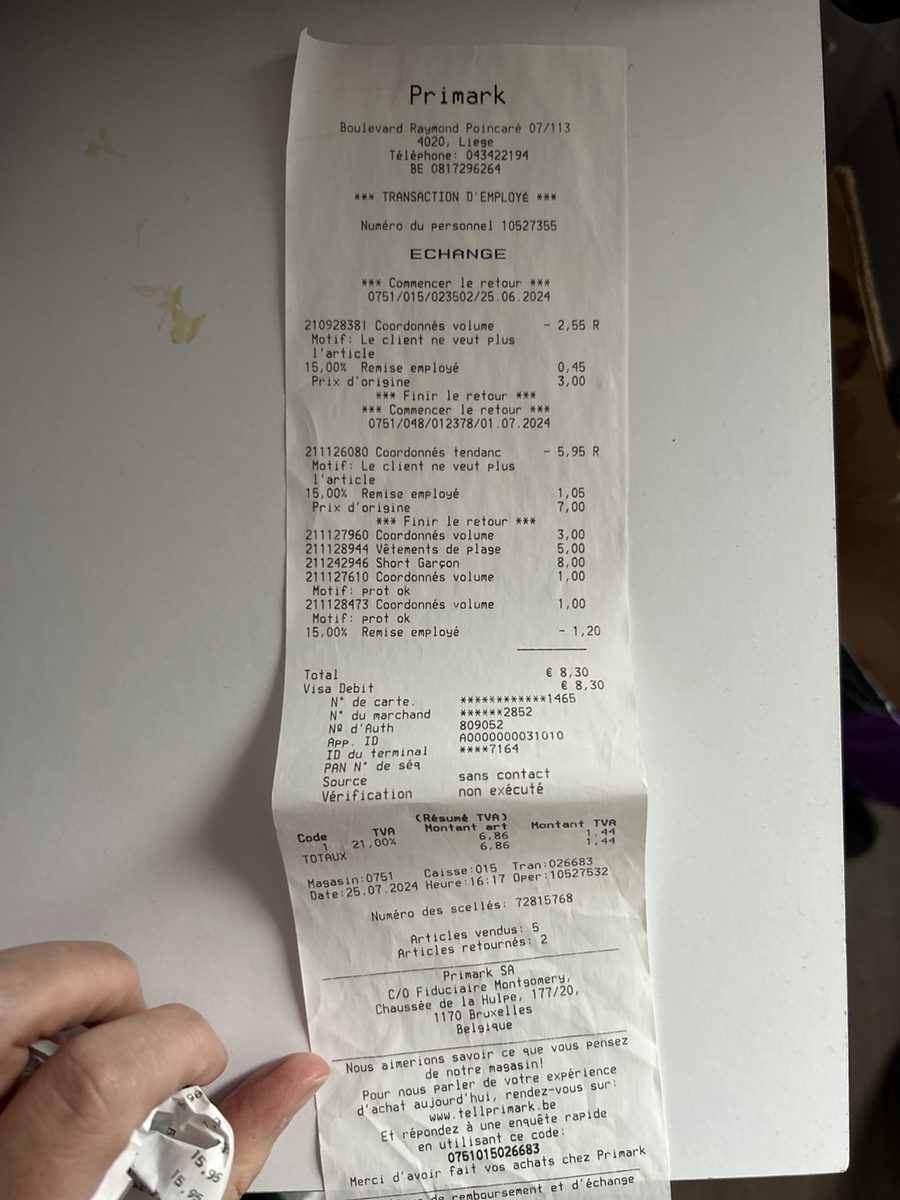 Primark
Boulevard Raymond Poincaré 07/113
4020, Liege
Téléphone: 043422194
BE 0817296264
*** TRANSACTION D'EMPLOYÉ ***
Numéro du personnel 10527355
ECHANGE
*** Commencer le retour ***
0751/015/023502/25.06.2024
210928381 Coordonnés volume - 2,55 R
Motif: Le client ne veut plus
l'article
15,00% Remise employé 0,45
Prix d'origine 3,00
*** Finir le retour ***
*** Commencer le retour ***
0751/048/012378/01.07.2024
211126080 Coordonnés tendanc - 5,95 R
Motif: Le client ne veut plus
l'article
15,00% Remise employé 1,05
Prix d'origine 7,00
*** Finir le retour ***
211127960 Coordonnés volume 3,00
211128944 Vêtements de plage 5,00
211242946 Short Garçon 8,00
211127610 Coordonnés volume 1,00
Motif: prot ok
211128473 Coordonnés volume 1,00
Motif: prot ok
15,00% Remise employé - 1,20
Total € 8,30
Visa Debit € 8,30
N° de carte. ************1465
N° du marchand ******2852
Nº d'Auth 809052
App. ID A0000000031010
ID du terminal ****7164
PAN N° de séq
Source sans contact
Vérification non exécuté
(Résumé TVA)
Code TVA Montant art Montant TVA
1 21,00% 6,86 1,44
TOTAUX 6,86 1,44
Magasin:0751 Caisse:015 Tran:026683
Date:25.07.2024 Heure:16:17 Oper:10527532
Numéro des scellés: 72815768
Articles vendus: 5
Articles retournés: 2
Primark SA
C/O Fiduciaire Montgomery,
Chaussée de la Hulpe, 177/20,
1170 Bruxelles
Belgique
Nous aimerions savoir ce que vous pensez
de notre magasin!
Pour nous parler de votre expérience
d'achat aujourd'hui, rendez-vous sur:
www.tellprimark.be
Et répondez à une enquête rapide
en utilisant ce code:
0751015026683
Merci d'avoir fait vos achats chez Primark
de remboursement et d'échange
15.95
15.95